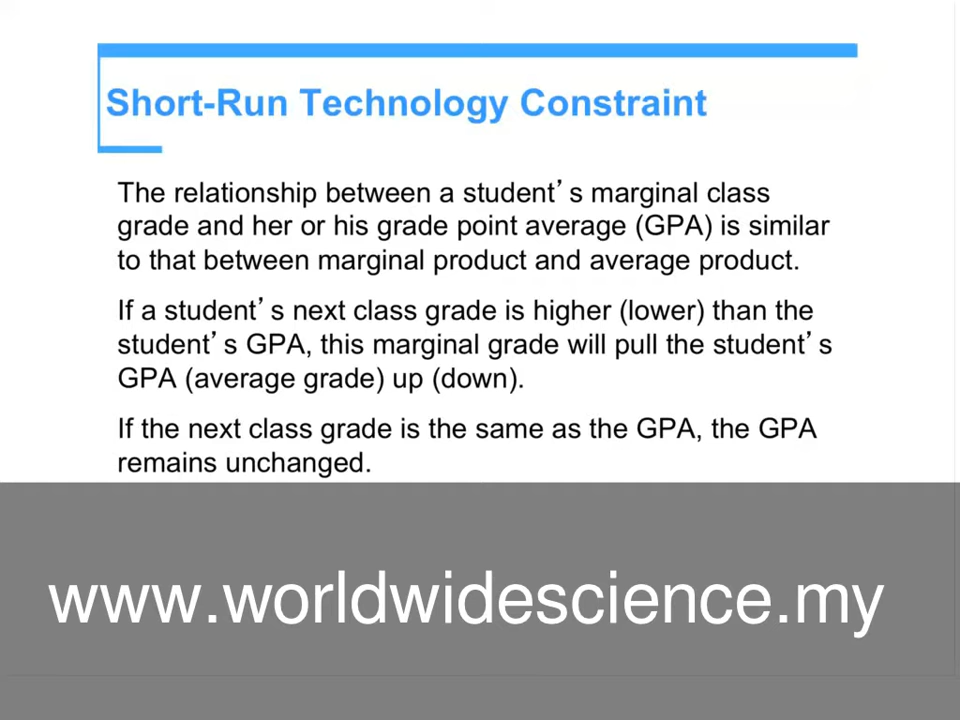 Short-Run Technology Constraint
The relationship between a student’s marginal class
grade and her or his grade point average (GPA) is similar
to that between marginal product and average product.
If a student’s next class grade is higher (lower) than the
student’s GPA, this marginal grade will pull the student’s
GPA (average grade) up (down).
If the next class grade is the same as the GPA, the GPA
remains unchanged.
www.worldwidescience.my